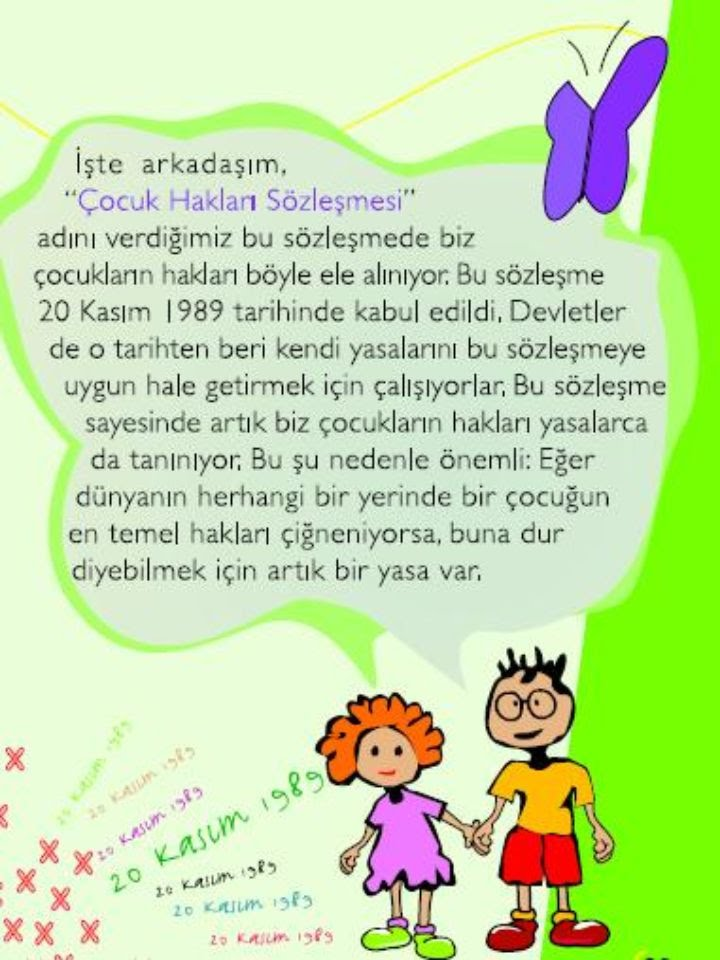 İşte arkadaşım,
“Çocuk Hakları Sözleşmesi”
adını verdiğimiz bu sözleşmede biz
çocukların hakları böyle ele alınıyor. Bu sözleşme
20 Kasım 1989 tarihinde kabul edildi. Devletler
de o tarihten beri kendi yasalarını bu sözleşmeye
uygun hale getirmek için çalışıyorlar. Bu sözleşme
sayesinde artık biz çocukların hakları yasalarca
da tanınıyor. Bu şu nedenle önemli: Eğer
dünyanın herhangi bir yerinde bir çocuğun
en temel hakları çiğneniyorsa, buna dur
diyebilmek için artık bir yasa var.
20 Kasım 1989
20 Kasım 1989
20 Kasım 1989
20 Kasım 1989
20 Kasım 1989
20 Kasım 1989
20 Kasım 1989